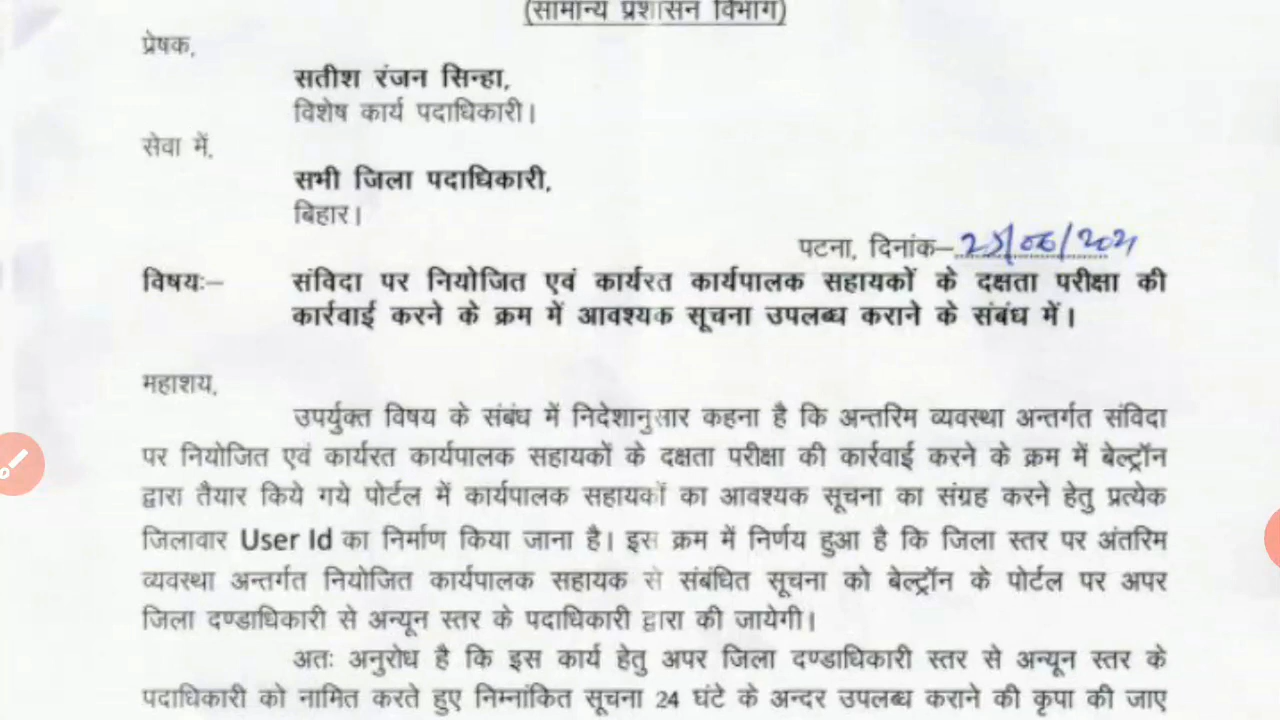 (सामान्य प्रशासन विभाग)
प्रेषक,
सतीश रंजन सिन्हा,
विशेष कार्य पदाधिकारी।
सेवा में,
सभी जिला पदाधिकारी,
बिहार।
पटना, दिनांक–/06/2021
विषयः– संविदा पर नियोजित एवं कार्यरत कार्यपालक सहायकों के दक्षता परीक्षा की
कार्रवाई करने के क्रम में आवश्यक सूचना उपलब्ध कराने के संबंध में।
महाशय,
उपर्युक्त विषय के संबंध में निदेशानुसार कहना है कि अन्तरिम व्यवस्था अन्तर्गत संविदा
पर नियोजित एवं कार्यरत कार्यपालक सहायकों के दक्षता परीक्षा की कार्रवाई करने के क्रम में बेल्ट्रॉन
द्वारा तैयार किये गये पोर्टल में कार्यपालक सहायकों का आवश्यक सूचना का संग्रह करने हेतु प्रत्येक
जिलावार User Id का निर्माण किया जाना है। इस क्रम में निर्णय हुआ है कि जिला स्तर पर अंतरिम
व्यवस्था अन्तर्गत नियोजित कार्यपालक सहायक से संबंधित सूचना को बेल्ट्रॉन के पोर्टल पर अपर
जिला दण्डाधिकारी से अन्यून स्तर के पदाधिकारी द्वारा की जायेगी।
अतः अनुरोध है कि इस कार्य हेतु अपर जिला दण्डाधिकारी स्तर से अन्यून स्तर के
पदाधिकारी को नामित करते हुए निम्नांकित सूचना 24 घंटे के अन्दर उपलब्ध कराने की कृपा की जाए